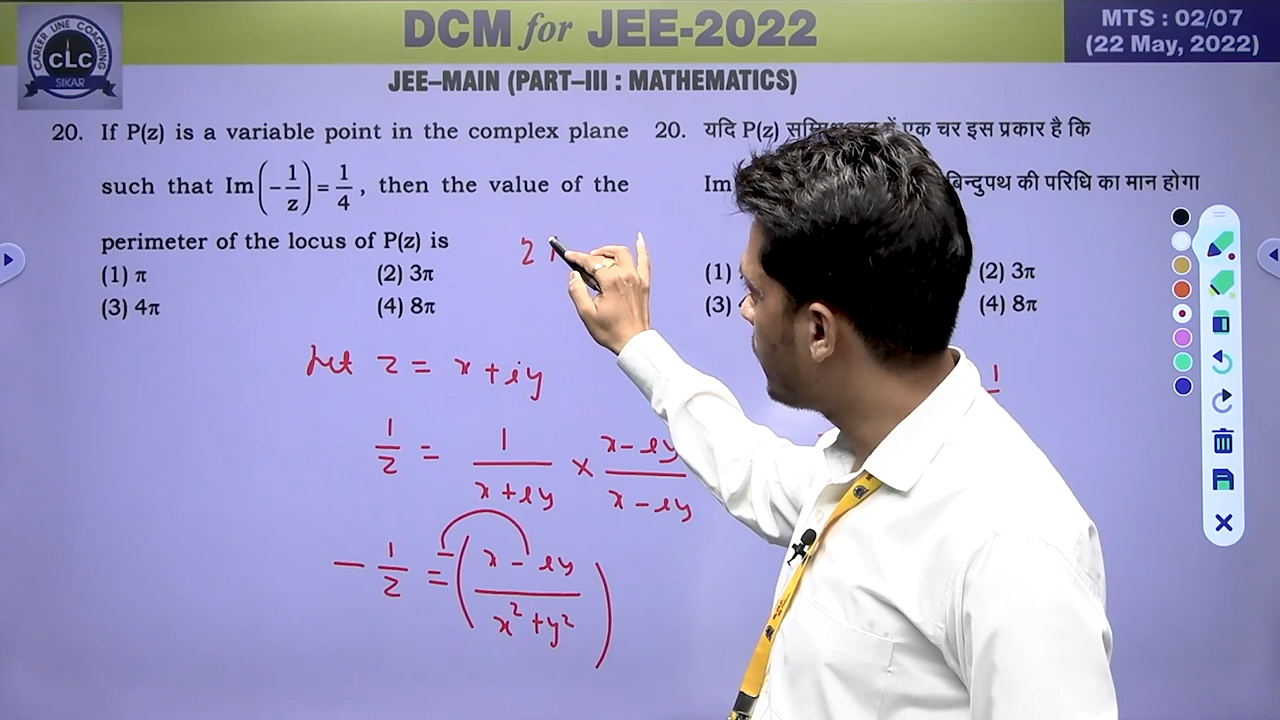 DCM for JEE-2022
MTS : 02/07
(22 May, 2022)
CAREER LINE COACHING
CLC
SIKAR
JEE–MAIN (PART–III : MATHEMATICS)
20. If P(z) is a variable point in the complex plane
such that Im(-1/z) = 1/4, then the value of the
perimeter of the locus of P(z) is
(1) π (2) 3π
(3) 4π (4) 8π
20. यदि P(z) एक चर इस प्रकार है कि
Im बिन्दुपथ की परिधि का मान होगा
(1) (2) 3π
(3) (4) 8π
2
Let z = x + iy
1/z = 1/(x+iy) × (x-iy)/(x-iy)
- 1/z = -((x - iy)/(x² + y²))
1